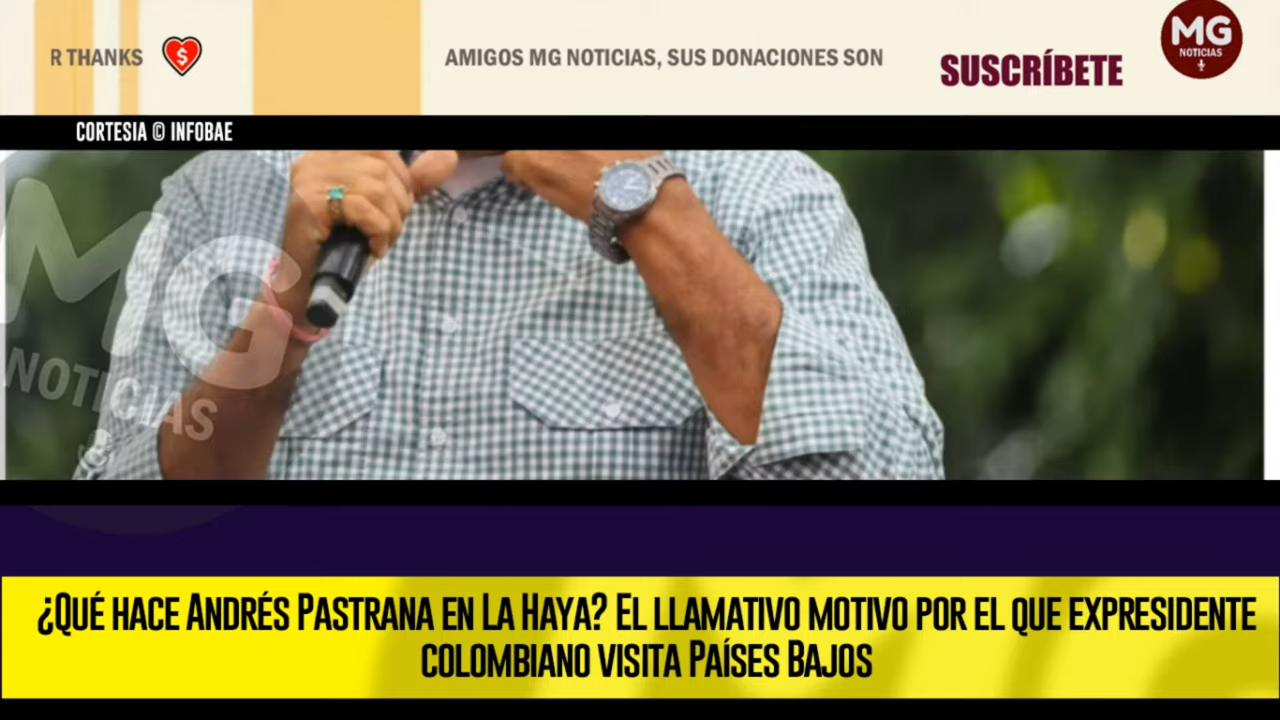 R THANKS
AMIGOS MG NOTICIAS, SUS DONACIONES SON
SUSCRÍBETE
MG
NOTICIAS
CORTESIA © INFOBAE
MG
NOTICIAS
¿QUÉ HACE ANDRÉS PASTRANA EN LA HAYA? EL LLAMATIVO MOTIVO POR EL QUE EXPRESIDENTE
COLOMBIANO VISITA PAÍSES BAJOS